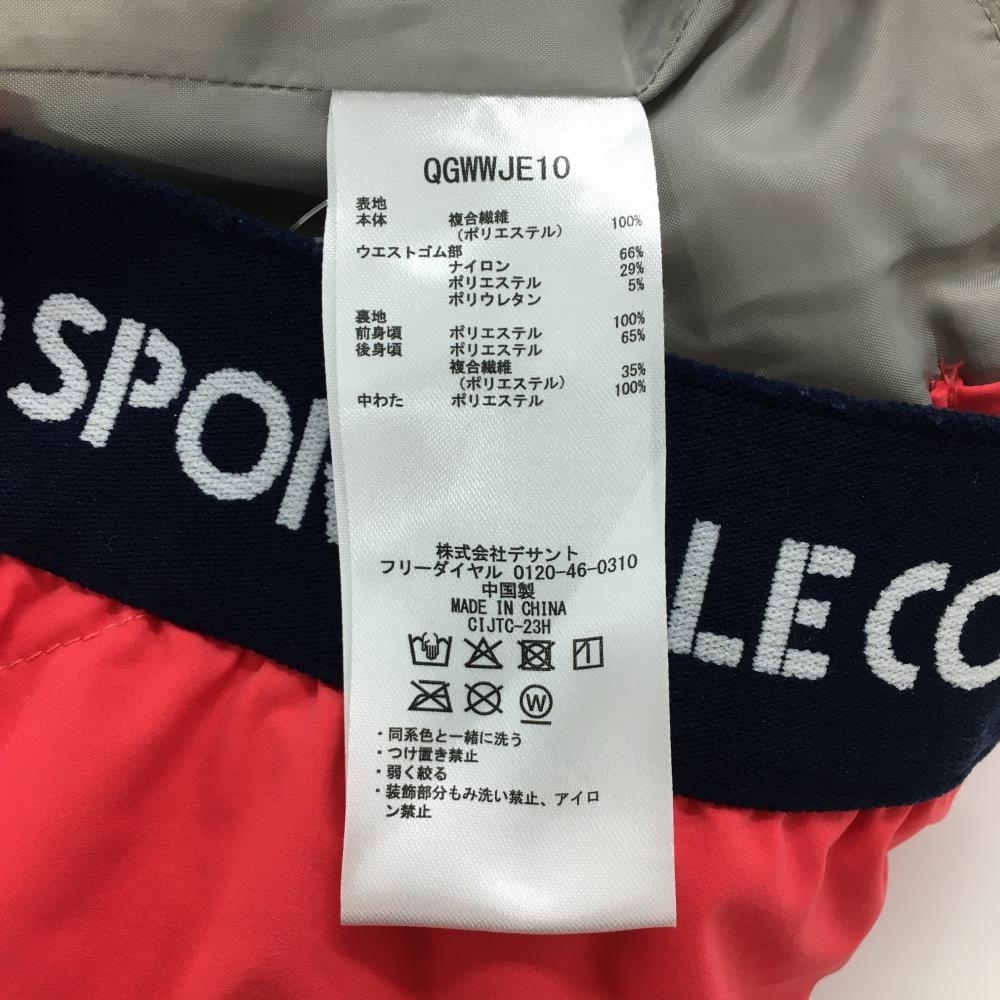 QGWWJE10
表地
本体 複合繊維 100%
(ポリエステル)
ウエストゴム部 66%
ナイロン 29%
ポリエステル 5%
ポリウレタン
裏地 100%
前身頃 ポリエステル 65%
後身頃 ポリエステル
複合繊維 35%
(ポリエステル) 100%
中わた ポリエステル
株式会社デサント
フリーダイヤル 0120-46-0310
中国製
MADE IN CHINA
CIJTC-23H
W
・同系色と一緒に洗う
・つけ置き禁止
・弱く絞る
・装飾部分もみ洗い禁止、アイロ
ン禁止
SPOR LE CO